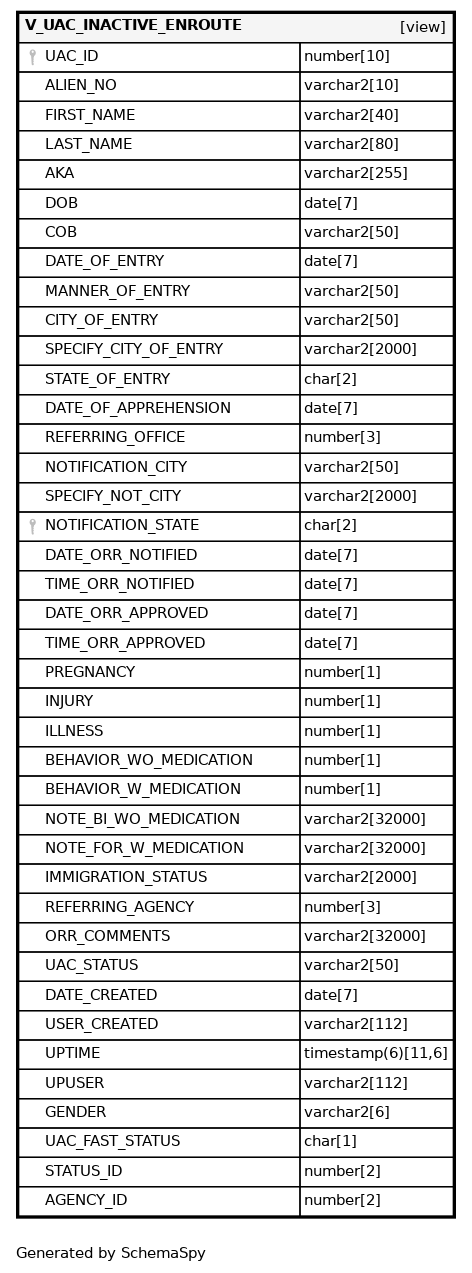 V_UAC_INACTIVE_ENROUTE [view]
UAC_ID number[10]
ALIEN_NO varchar2[10]
FIRST_NAME varchar2[40]
LAST_NAME varchar2[80]
AKA varchar2[255]
DOB date[7]
COB varchar2[50]
DATE_OF_ENTRY date[7]
MANNER_OF_ENTRY varchar2[50]
CITY_OF_ENTRY varchar2[50]
SPECIFY_CITY_OF_ENTRY varchar2[2000]
STATE_OF_ENTRY char[2]
DATE_OF_APPREHENSION date[7]
REFERRING_OFFICE number[3]
NOTIFICATION_CITY varchar2[50]
SPECIFY_NOT_CITY varchar2[2000]
NOTIFICATION_STATE char[2]
DATE_ORR_NOTIFIED date[7]
TIME_ORR_NOTIFIED date[7]
DATE_ORR_APPROVED date[7]
TIME_ORR_APPROVED date[7]
PREGNANCY number[1]
INJURY number[1]
ILLNESS number[1]
BEHAVIOR_WO_MEDICATION number[1]
BEHAVIOR_W_MEDICATION number[1]
NOTE_BI_WO_MEDICATION varchar2[32000]
NOTE_FOR_W_MEDICATION varchar2[32000]
IMMIGRATION_STATUS varchar2[2000]
REFERRING_AGENCY number[3]
ORR_COMMENTS varchar2[32000]
UAC_STATUS varchar2[50]
DATE_CREATED date[7]
USER_CREATED varchar2[112]
UPTIME timestamp(6)[11,6]
UPUSER varchar2[112]
GENDER varchar2[6]
UAC_FAST_STATUS char[1]
STATUS_ID number[2]
AGENCY_ID number[2]
Generated by SchemaSpy